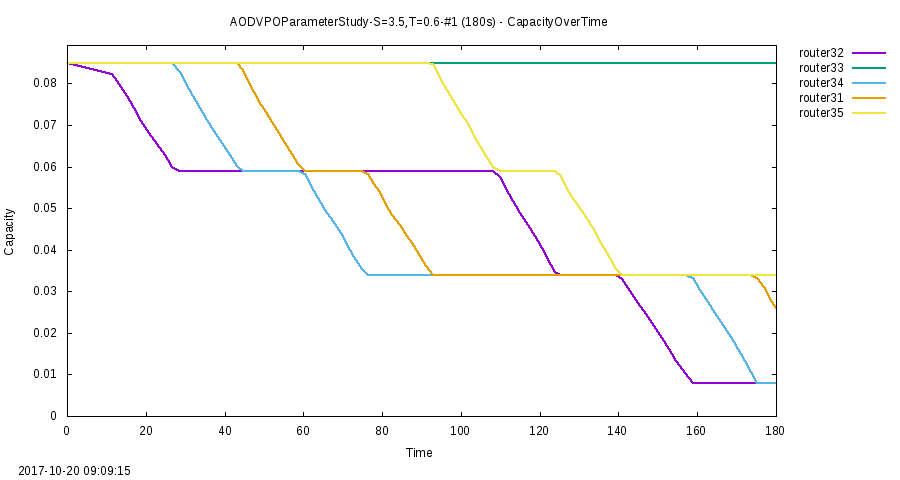 AODVPOParameterStudy-S=3.5,T=0.6-#1 (180s) - CapacityOverTime
router32
router33
router34
router31
router35
Capacity
0.08
0.07
0.06
0.05
0.04
0.03
0.02
0.01
0
0 20 40 60 80 100 120 140 160 180
Time
2017-10-20 09:09:15